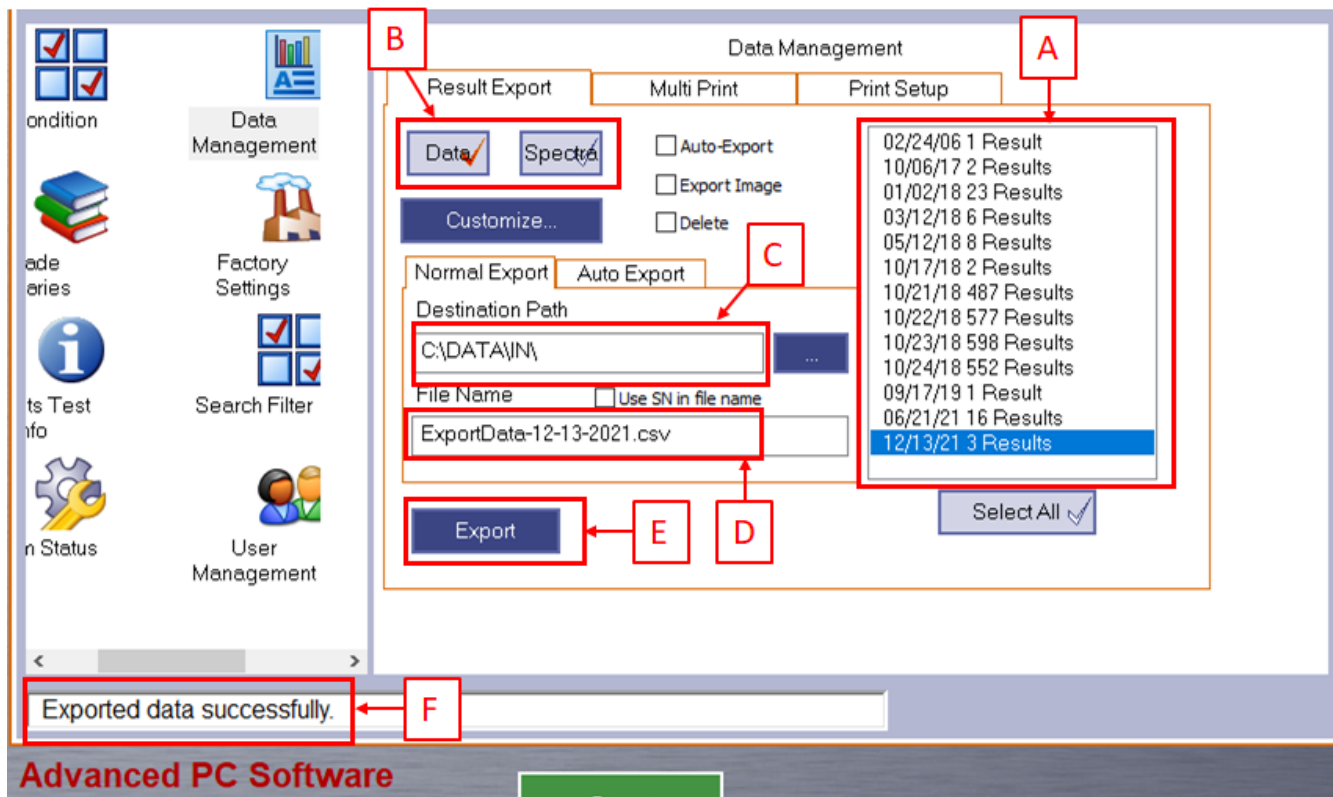 ondition
Data
Management
ade
aries
Factory
Settings
ts Test
nfo
Search Filter
n Status
User
Management
B
Data Management
A
Result Export
Multi Print
Print Setup
Data
Spectra
Auto-Export
Export Image
Delete
Customize...
C
Normal Export
Auto Export
Destination Path
C:\DATA\IN\
...
File Name
Use SN in file name
ExportData-12-13-2021.csv
02/24/06 1 Result
10/06/17 2 Results
01/02/18 23 Results
03/12/18 6 Results
05/12/18 8 Results
10/17/18 2 Results
10/21/18 487 Results
10/22/18 577 Results
10/23/18 598 Results
10/24/18 552 Results
09/17/19 1 Result
06/21/21 16 Results
12/13/21 3 Results
Select All
Export
E
D
Exported data successfully.
F
Advanced PC Software